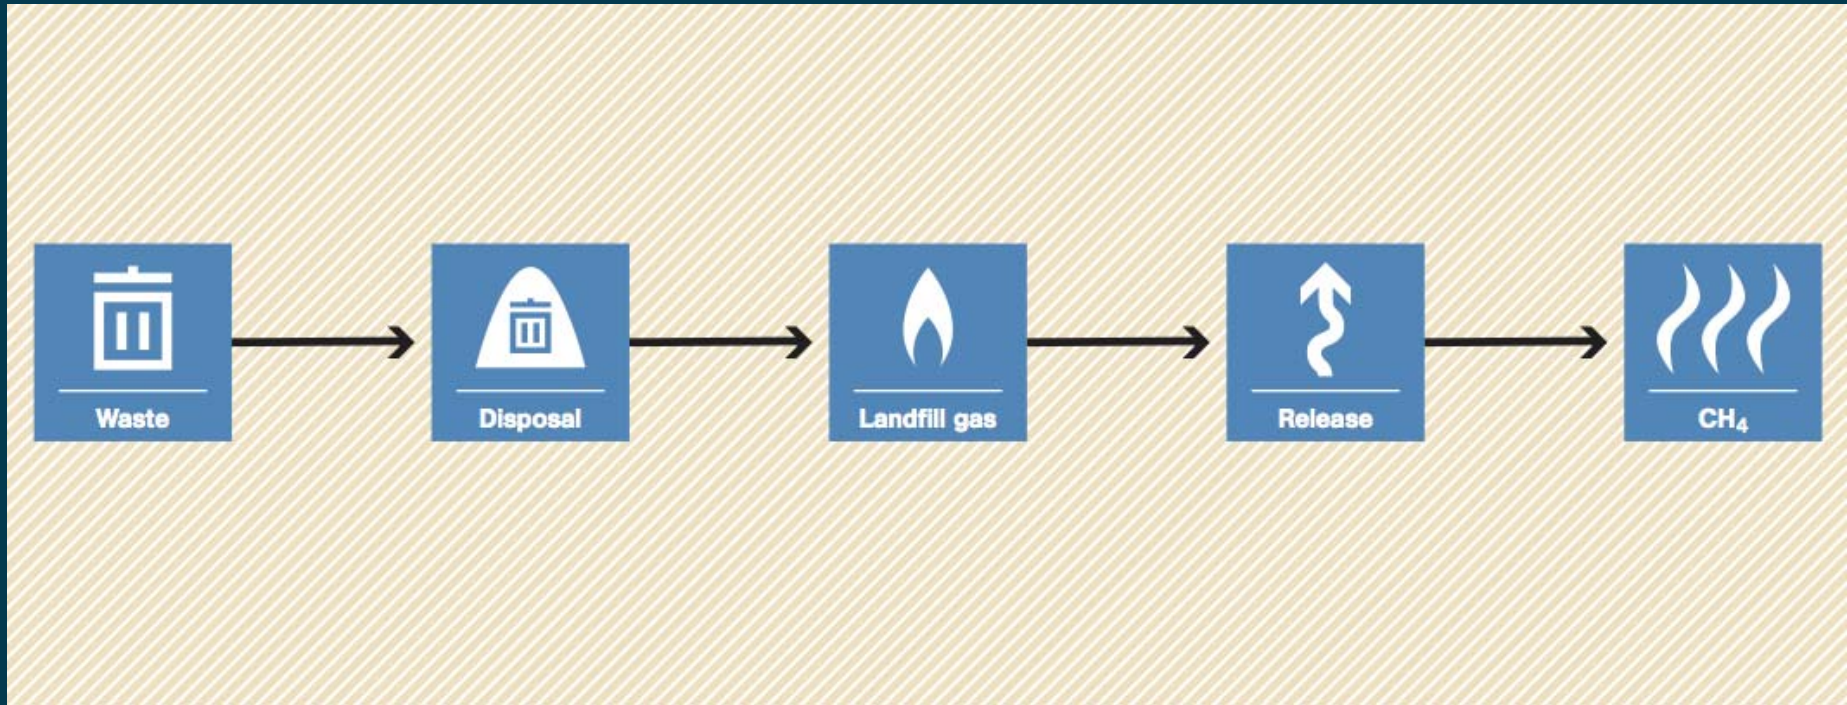 Waste
Disposal
Landfill gas
Release
CH₄